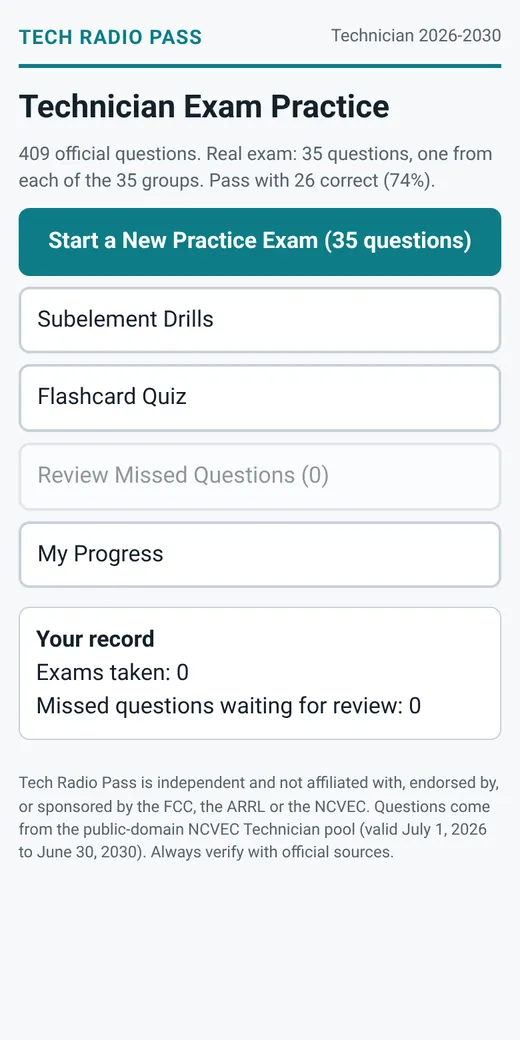 TECH RADIO PASS
Technician 2026-2030
Technician Exam Practice
409 official questions. Real exam: 35 questions, one from
each of the 35 groups. Pass with 26 correct (74%).
Start a New Practice Exam (35 questions)
Subelement Drills
Flashcard Quiz
Review Missed Questions (0)
My Progress
Your record
Exams taken: 0
Missed questions waiting for review: 0
Tech Radio Pass is independent and not affiliated with, endorsed by,
or sponsored by the FCC, the ARRL or the NCVEC. Questions come
from the public-domain NCVEC Technician pool (valid July 1, 2026
to June 30, 2030). Always verify with official sources.